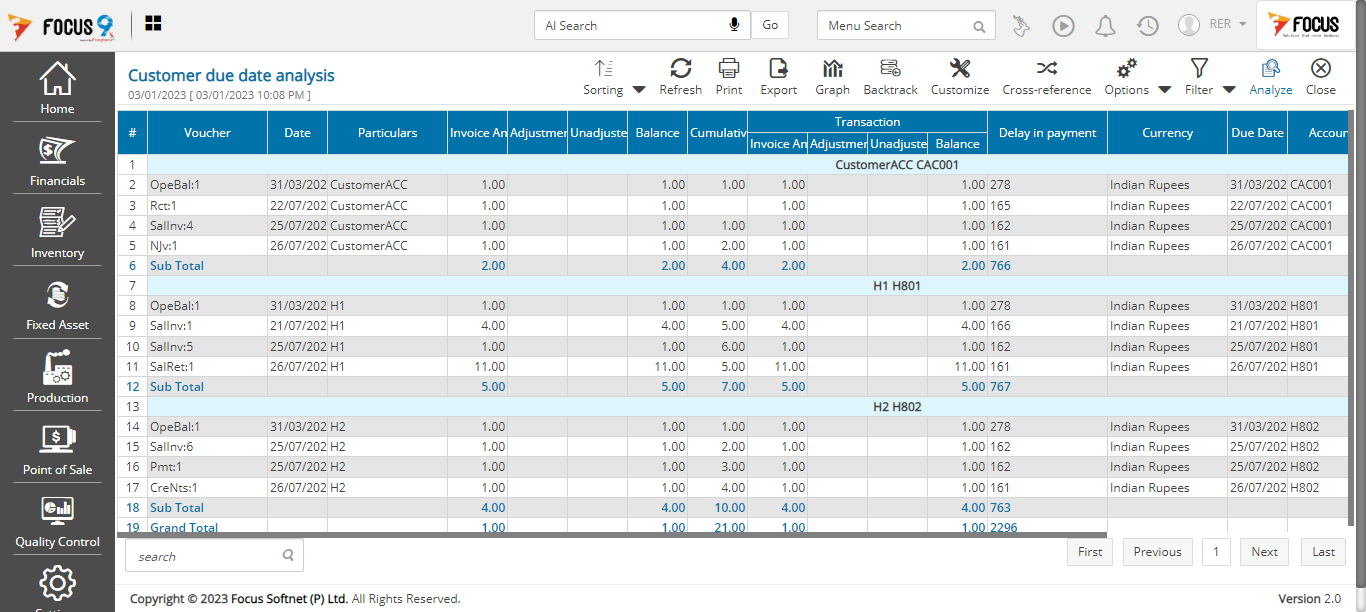 FOCUS 9
AI Search
Go
Menu Search
RER
FOCUS
Home
Financials
Inventory
Fixed Asset
Production
Point of Sale
Quality Control
Customer due date analysis
03/01/2023 [ 03/01/2023 10:08 PM ]
Sorting Refresh Print Export Graph Backtrack Customize Cross-reference Options Filter Analyze Close
# Voucher Date Particulars Invoice An Adjustmer Unadjuste Balance Cumulativ Transaction Delay in payment Currency Due Date Accoun
Invoice An Adjustmer Unadjuste Balance
1 CustomerACC CAC001
2 OpeBal:1 31/03/202 CustomerACC 1.00 1.00 1.00 1.00 1.00 278 Indian Rupees 31/03/202 CAC001
3 Rct:1 22/07/202 CustomerACC 1.00 1.00 1.00 1.00 165 Indian Rupees 22/07/202 CAC001
4 SalInv:4 25/07/202 CustomerACC 1.00 1.00 1.00 1.00 1.00 162 Indian Rupees 25/07/202 CAC001
5 NJv:1 26/07/202 CustomerACC 1.00 1.00 2.00 1.00 1.00 161 Indian Rupees 26/07/202 CAC001
6 Sub Total 2.00 2.00 4.00 2.00 2.00 766
7 H1 H801
8 OpeBal:1 31/03/202 H1 1.00 1.00 1.00 1.00 1.00 278 Indian Rupees 31/03/202 H801
9 SalInv:1 21/07/202 H1 4.00 4.00 5.00 4.00 4.00 166 Indian Rupees 21/07/202 H801
10 SalInv:5 25/07/202 H1 1.00 1.00 6.00 1.00 1.00 162 Indian Rupees 25/07/202 H801
11 SalRet:1 26/07/202 H1 11.00 11.00 5.00 11.00 11.00 161 Indian Rupees 26/07/202 H801
12 Sub Total 5.00 5.00 7.00 5.00 5.00 767
13 H2 H802
14 OpeBal:1 31/03/202 H2 1.00 1.00 1.00 1.00 1.00 278 Indian Rupees 31/03/202 H802
15 SalInv:6 25/07/202 H2 1.00 1.00 2.00 1.00 1.00 162 Indian Rupees 25/07/202 H802
16 Pmt:1 25/07/202 H2 1.00 1.00 3.00 1.00 1.00 162 Indian Rupees 25/07/202 H802
17 CreNts:1 26/07/202 H2 1.00 1.00 4.00 1.00 1.00 161 Indian Rupees 26/07/202 H802
18 Sub Total 4.00 4.00 10.00 4.00 4.00 763
19 Grand Total 1.00 1.00 21.00 1.00 1.00 2296
search
First Previous 1 Next Last
Copyright © 2023 Focus Softnet (P) Ltd. All Rights Reserved.
Version 2.0